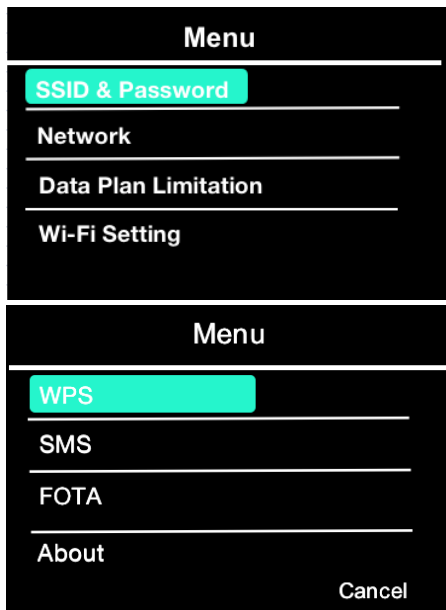 Menu
SSID & Password
Network
Data Plan Limitation
Wi-Fi Setting
Menu
WPS
SMS
FOTA
About
Cancel